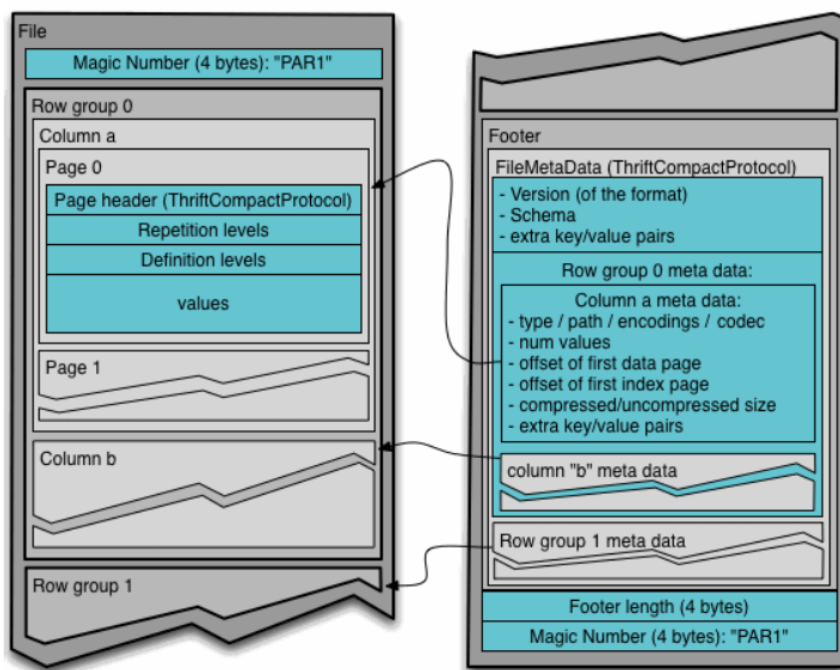 File
Magic Number (4 bytes): "PAR1"
Row group 0
Column a
Page 0
Page header (ThriftCompactProtocol)
Repetition levels
Definition levels
values
Page 1
Column b
Row group 1
Footer
FileMetaData (ThriftCompactProtocol)
- Version (of the format)
- Schema
- extra key/value pairs
Row group 0 meta data:
Column a meta data:
- type / path / encodings / codec
- num values
- offset of first data page
- offset of first index page
- compressed/uncompressed size
- extra key/value pairs
column "b" meta data
Row group 1 meta data
Footer length (4 bytes)
Magic Number (4 bytes): "PAR1"